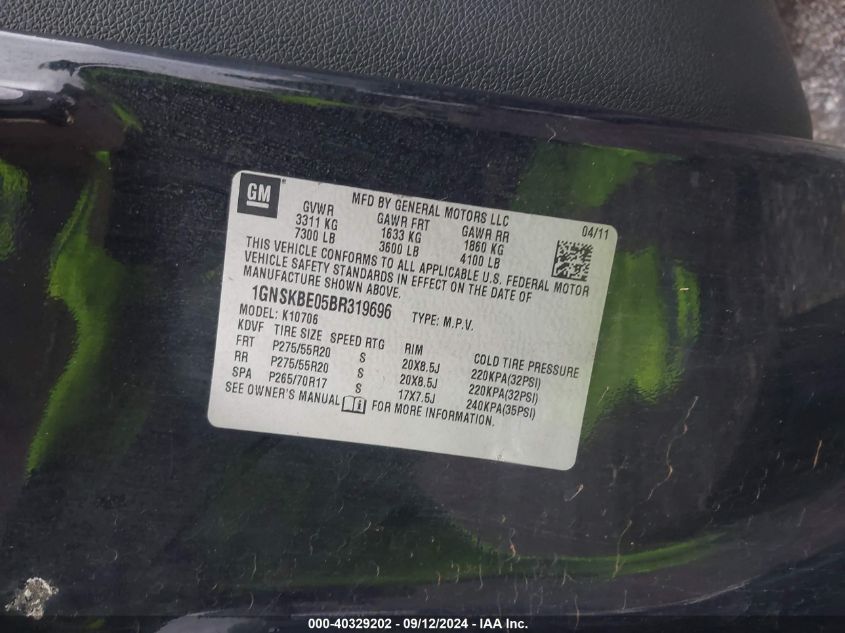 GM
MFD BY GENERAL MOTORS LLC
04/11
GVWR GAWR FRT GAWR RR
3311 KG 1633 KG 1860 KG
7300 LB 3600 LB 4100 LB
THIS VEHICLE CONFORMS TO ALL APPLICABLE U.S. FEDERAL MOTOR
VEHICLE SAFETY STANDARDS IN EFFECT ON THE DATE OF
MANUFACTURE SHOWN ABOVE.
1GNSKBE05BR319696 TYPE: M.P.V.
MODEL: K10706
KDVF TIRE SIZE SPEED RTG RIM COLD TIRE PRESSURE
FRT P275/55R20 S 20X8.5J 220KPA(32PSI)
RR P275/55R20 S 20X8.5J 220KPA(32PSI)
SPA P265/70R17 S 17X7.5J 240KPA(35PSI)
SEE OWNER'S MANUAL FOR MORE INFORMATION.
000-40329202 - 09/12/2024 - IAA Inc.